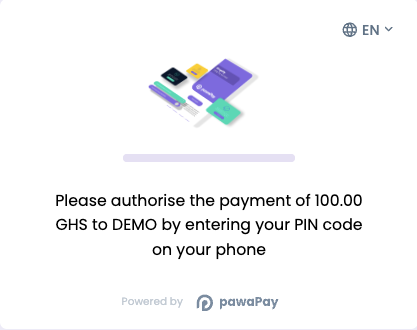 EN
Please authorise the payment of 100.00
GHS to DEMO by entering your PIN code
on your phone
Powered by pawaPay